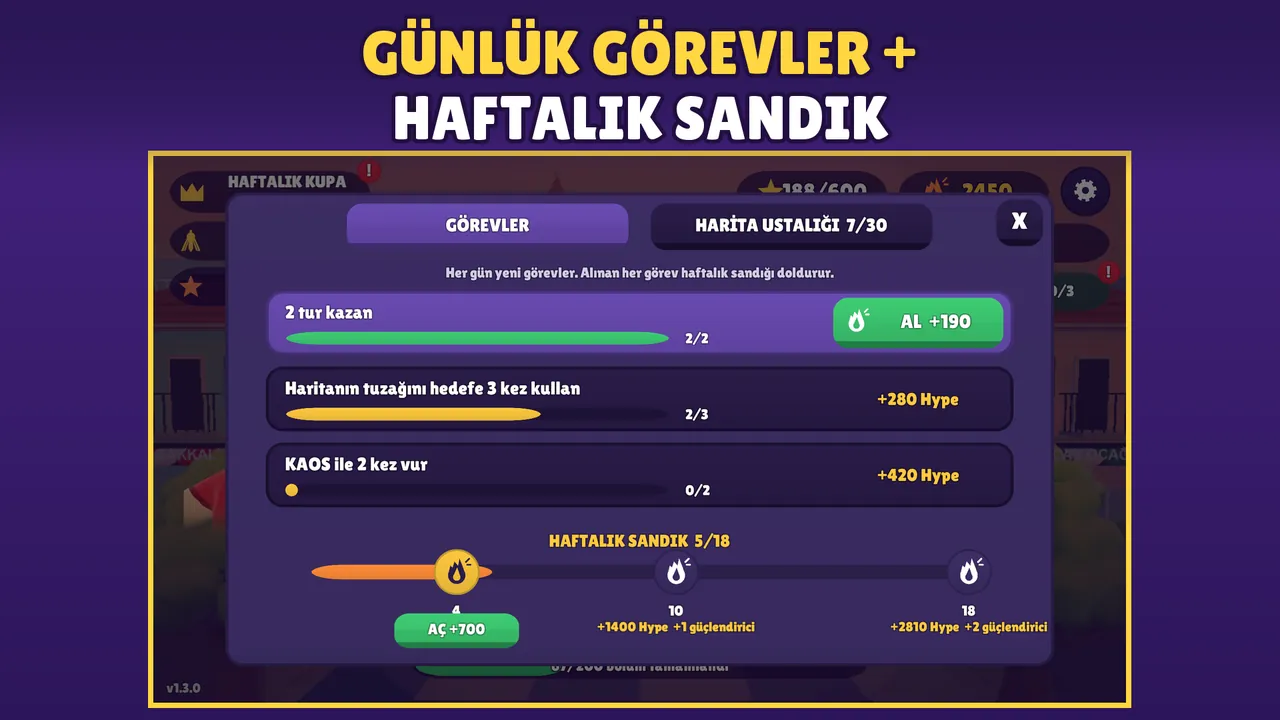 GÜNLÜK GÖREVLER +
HAFTALIK SANDIK
HAFTALIK KUPA
!
188/600
2450
GÖREVLER
HARİTA USTALIĞI 7/30
X
Her gün yeni görevler. Alınan her görev haftalık sandığı doldurur.
!
/3
2 tur kazan
2/2
AL +190
Haritanın tuzağını hedefe 3 kez kullan
2/3
+280 Hype
KAOS ile 2 kez vur
0/2
+420 Hype
HAFTALIK SANDIK 5/18
4
10
18
AÇ +700
+1400 Hype +1 güçlendirici
+2810 Hype +2 güçlendirici
bölüm tamamlandı
v1.3.0